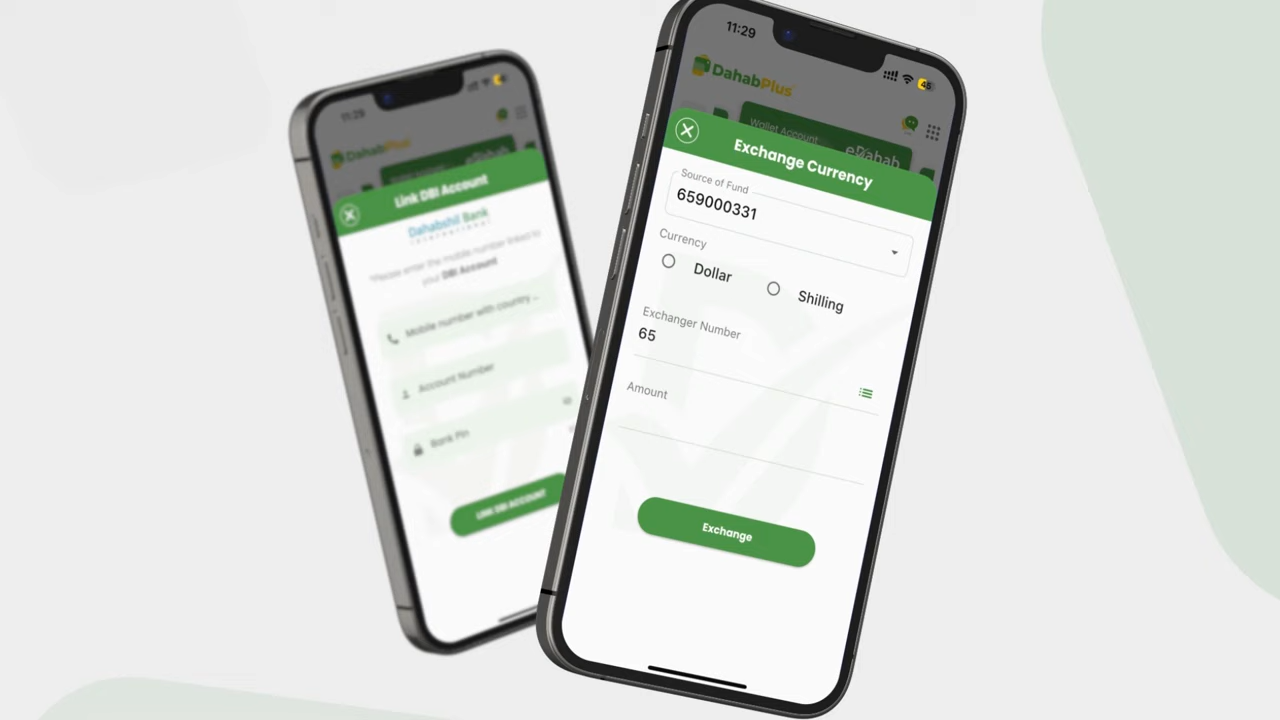 11:29
DahabPlus
Link DBI Account
Dahabshil Bank
International
*Please enter the mobile number linked to
your DBI Account
Mobile number with country ...
Account Number
Bank Pin
LINK DBI ACCOUNT
11:29
45
DahabPlus
Wallet Account
eDahab
Exchange Currency
Source of Fund
659000331
Currency
Dollar
Shilling
Exchanger Number
65
Amount
Exchange